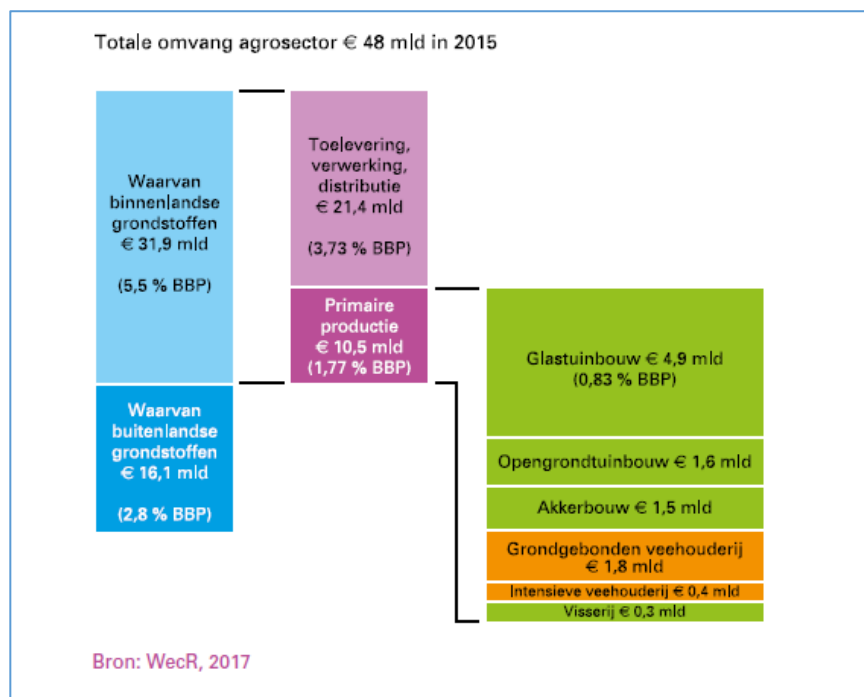 Totale omvang agrosector € 48 mld in 2015
Waarvan
binnenlandse
grondstoffen
€ 31,9 mld
(5,5 % BBP)
Waarvan
buitenlandse
grondstoffen
€ 16,1 mld
(2,8 % BBP)
Toelevering,
verwerking,
distributie
€ 21,4 mld
(3,73 % BBP)
Primaire
productie
€ 10,5 mld
(1,77 % BBP)
Glastuinbouw € 4,9 mld
(0,83 % BBP)
Opengrondtuinbouw € 1,6 mld
Akkerbouw € 1,5 mld
Grondgebonden veehouderij
€ 1,8 mld
Intensieve veehouderij € 0,4 mld
Visserij € 0,3 mld
Bron: WecR, 2017